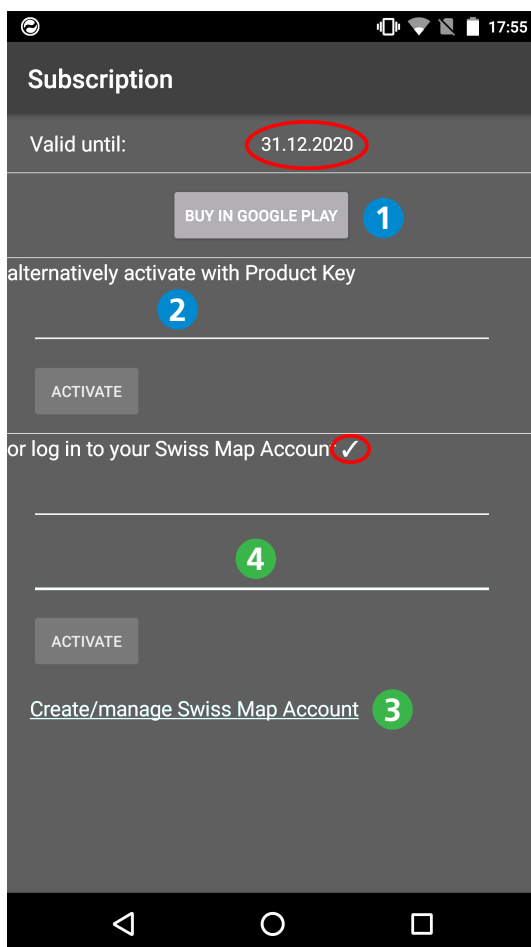 17:55
Subscription
Valid until: 31.12.2020
BUY IN GOOGLE PLAY 1
alternatively activate with Product Key
2
ACTIVATE
or log in to your Swiss Map Account ✓
4
ACTIVATE
Create/manage Swiss Map Account 3